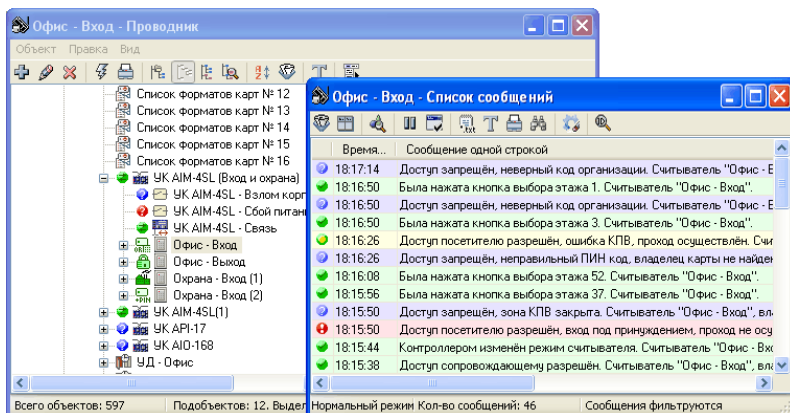 Офис - Вход - Проводник
Объект Правка Вид
Список форматов карт № 12
Список форматов карт № 13
Список форматов карт № 14
Список форматов карт № 15
Список форматов карт № 16
УК AIM-4SL (Вход и охрана)
УК AIM-4SL - Взлом корп
УК AIM-4SL - Сбой питан
УК AIM-4SL - Связь
Офис - Вход
Офис - Выход
Охрана - Вход (1)
Охрана - Вход (2)
УК AIM-4SL(1)
УК API-17
УК AIO-168
УД - Офис
Всего объектов: 597 Подобъектов: 12. Выдел
Офис - Вход - Список сообщений
Время... Сообщение одной строкой
18:17:14 Доступ запрещён, неверный код организации. Считыватель "Офис - В
18:16:50 Была нажата кнопка выбора этажа 1. Считыватель "Офис - Вход".
18:16:50 Доступ запрещён, неверный код организации. Считыватель "Офис - В
18:16:50 Была нажата кнопка выбора этажа 3. Считыватель "Офис - Вход".
18:16:26 Доступ посетителю разрешён, ошибка КПВ, проход осуществлён. Счи
18:16:26 Доступ запрещён, неправильный ПИН код, владелец карты не найде
18:16:08 Была нажата кнопка выбора этажа 52. Считыватель "Офис - Вход".
18:15:56 Была нажата кнопка выбора этажа 37. Считыватель "Офис - Вход".
18:15:50 Доступ запрещён, зона КПВ закрыта. Считыватель "Офис - Вход", вл
18:15:50 Доступ посетителю разрешён, вход под принуждением, проход не осу
18:15:44 Контроллером изменён режим считывателя. Считыватель "Офис - Вхо
18:15:38 Доступ сопровождающему разрешён. Считыватель "Офис - Вход", вла
Нормальный режим Кол-во сообщений: 46 Сообщения фильтруются